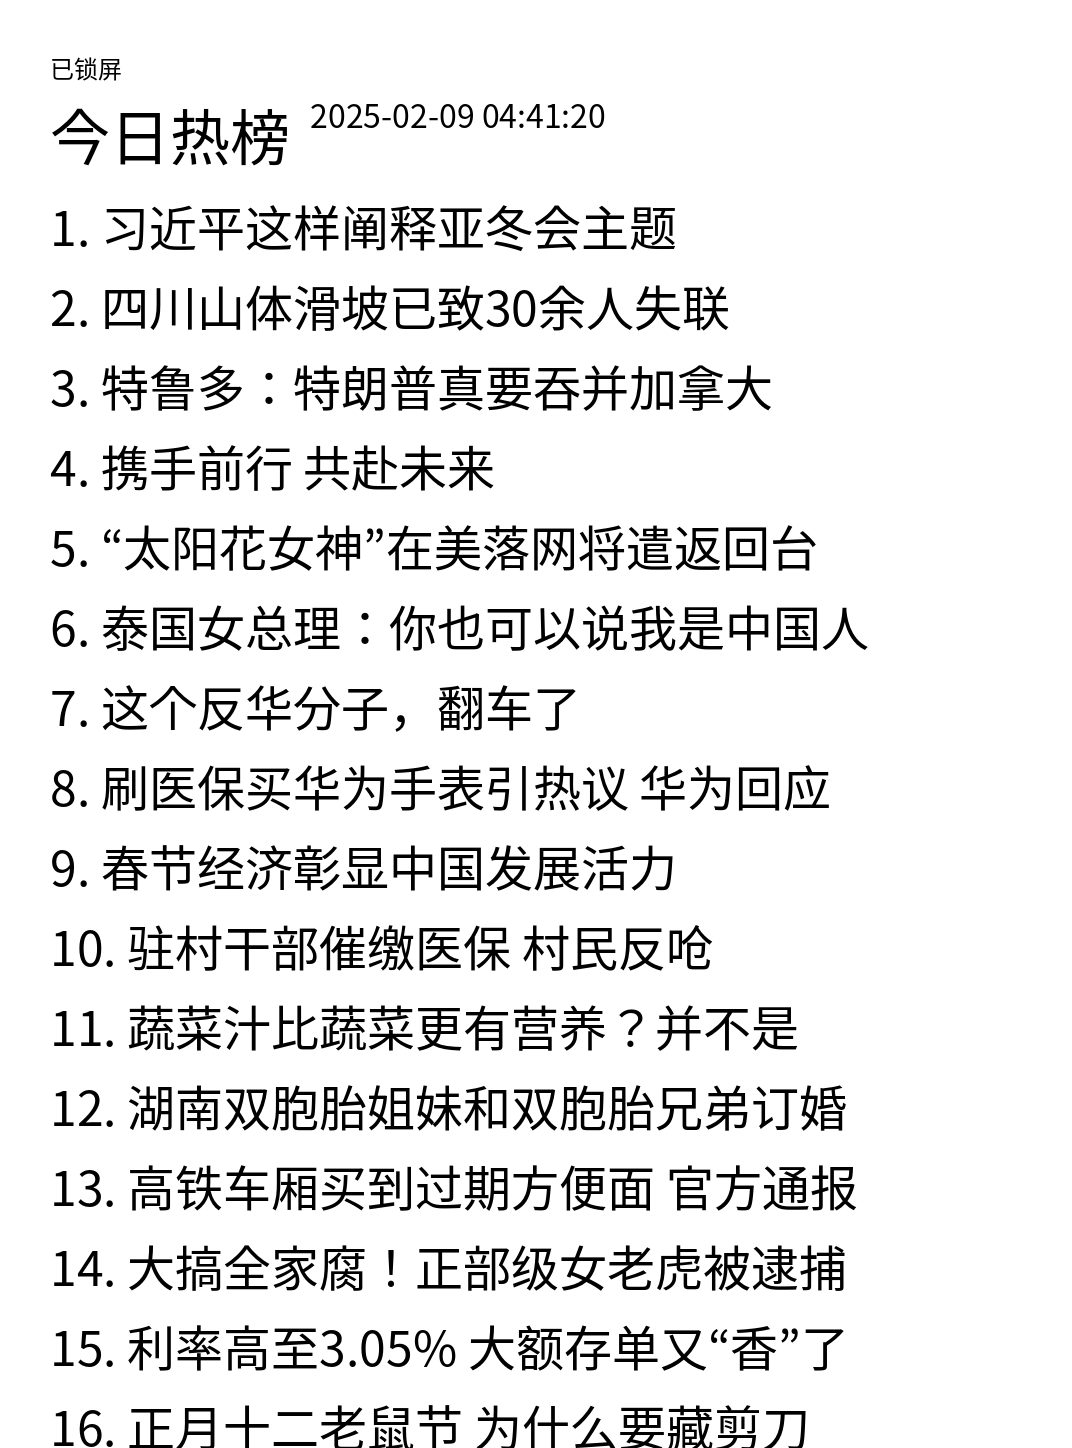 已锁屏
今日热榜 2025-02-09 04:41:20
1. 习近平这样阐释亚冬会主题
2. 四川山体滑坡已致30余人失联
3. 特鲁多：特朗普真要吞并加拿大
4. 携手前行 共赴未来
5. “太阳花女神”在美落网将遣返回台
6. 泰国女总理：你也可以说我是中国人
7. 这个反华分子，翻车了
8. 刷医保买华为手表引热议 华为回应
9. 春节经济彰显中国发展活力
10. 驻村干部催缴医保 村民反呛
11. 蔬菜汁比蔬菜更有营养？并不是
12. 湖南双胞胎姐妹和双胞胎兄弟订婚
13. 高铁车厢买到过期方便面 官方通报
14. 大搞全家腐！正部级女老虎被逮捕
15. 利率高至3.05% 大额存单又“香”了
16. 正月十二老鼠节 为什么要藏剪刀